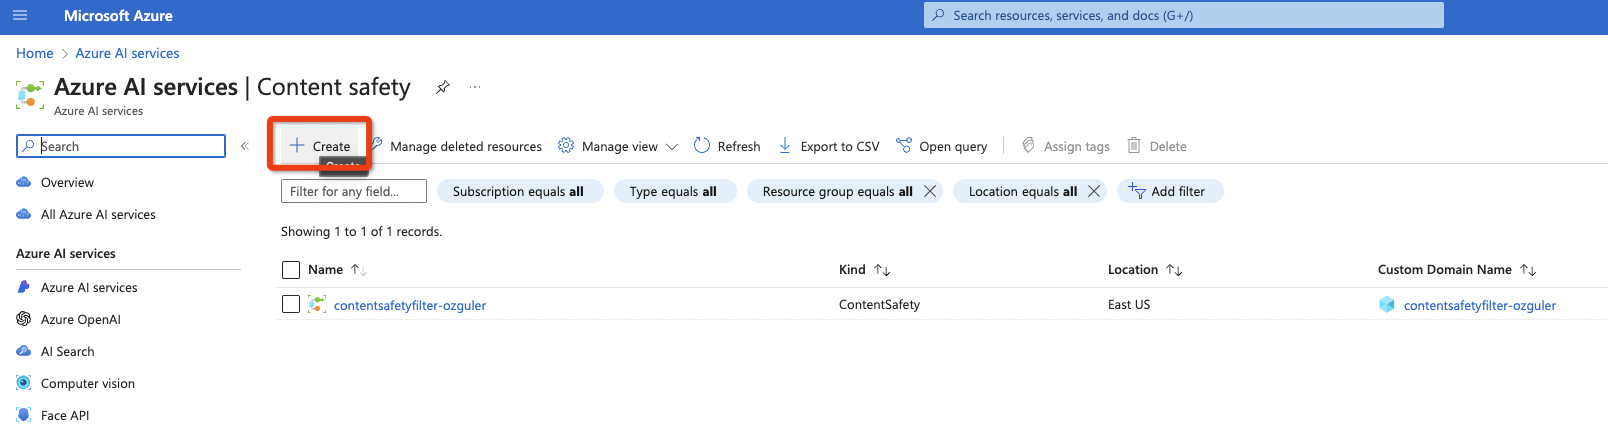 Microsoft Azure
Search resources, services, and docs (G+/)
Home > Azure AI services
Azure AI services | Content safety
Azure AI services
Search
Create
Manage deleted resources
Manage view
Refresh
Export to CSV
Open query
Assign tags
Delete
Create
Overview
All Azure AI services
Azure AI services
Azure AI services
Azure OpenAI
AI Search
Computer vision
Face API
Filter for any field...
Subscription equals all
Type equals all
Resource group equals all
Location equals all
Add filter
Showing 1 to 1 of 1 records.
Name
Kind
Location
Custom Domain Name
contentsafetyfilter-ozguler
ContentSafety
East US
contentsafetyfilter-ozguler